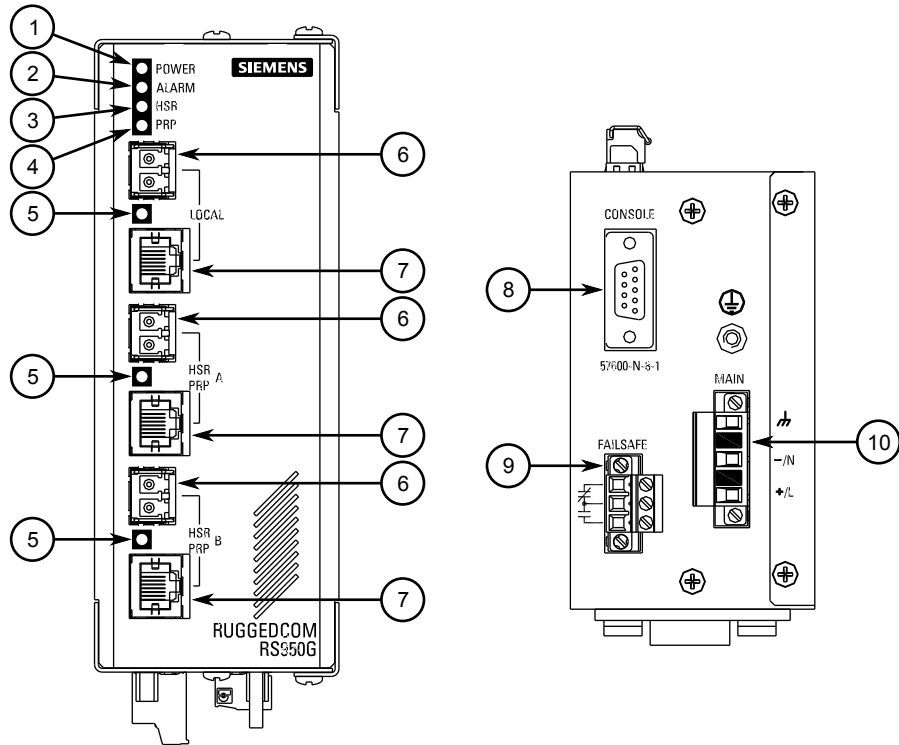 1
POWER
SIEMENS
2
ALARM
3
HSR
4
PRP
6
5
LOCAL
7
6
5
HSR
PRP A
7
6
5
HSR
PRP B
7
RUGGEDCOM
RS950G
CONSOLE
8
57600-N-8-1
MAIN
10
-/N
+/L
FAILSAFE
9